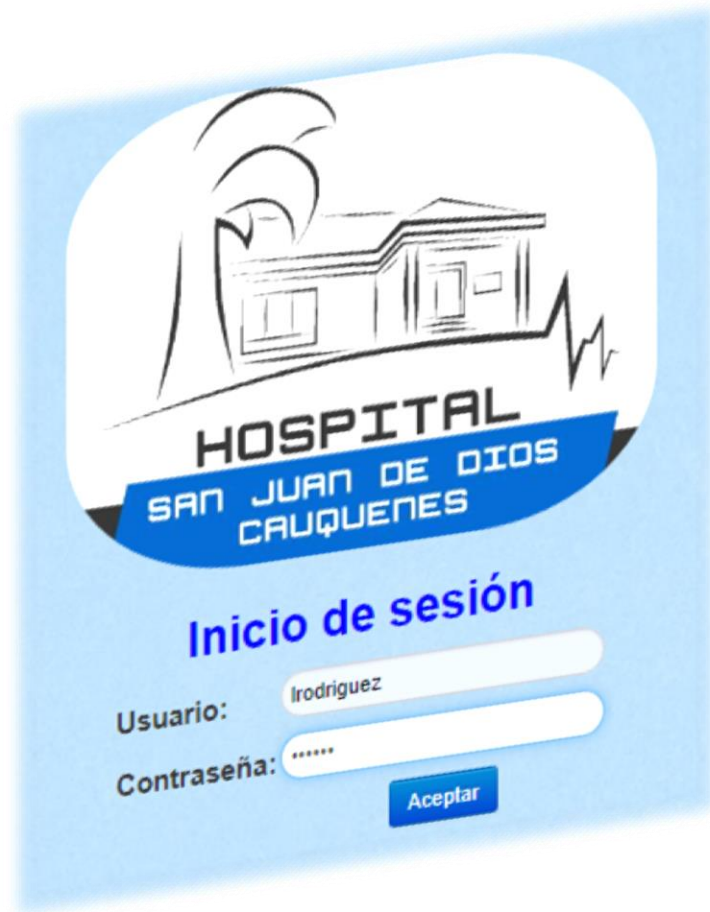 HOSPITAL
SAN JUAN DE DIOS
CAUQUENES
Inicio de sesión
Usuario: lrodriguez
Contraseña: ······
Aceptar